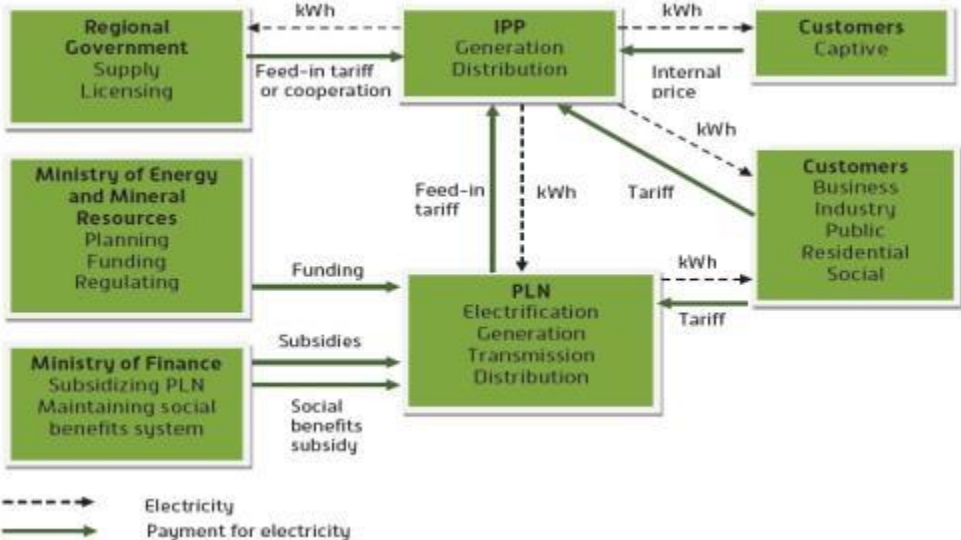 kWh
kWh
Regional
Government
Supply
Licensing
Feed-in tariff
or cooperation
IPP
Generation
Distribution
Customers
Captive
Internal
price
kWh
Ministry of Energy
and Mineral
Resources
Planning
Funding
Regulating
Feed-in
tariff
kWh
Tariff
Customers
Business
Industry
Public
Residential
Social
Funding
kWh
Tariff
PLN
Electrification
Generation
Transmission
Distribution
Subsidies
Ministry of Finance
Subsidizing PLN
Maintaining social
benefits system
Social
benefits
subsidy
Electricity
Payment for electricity